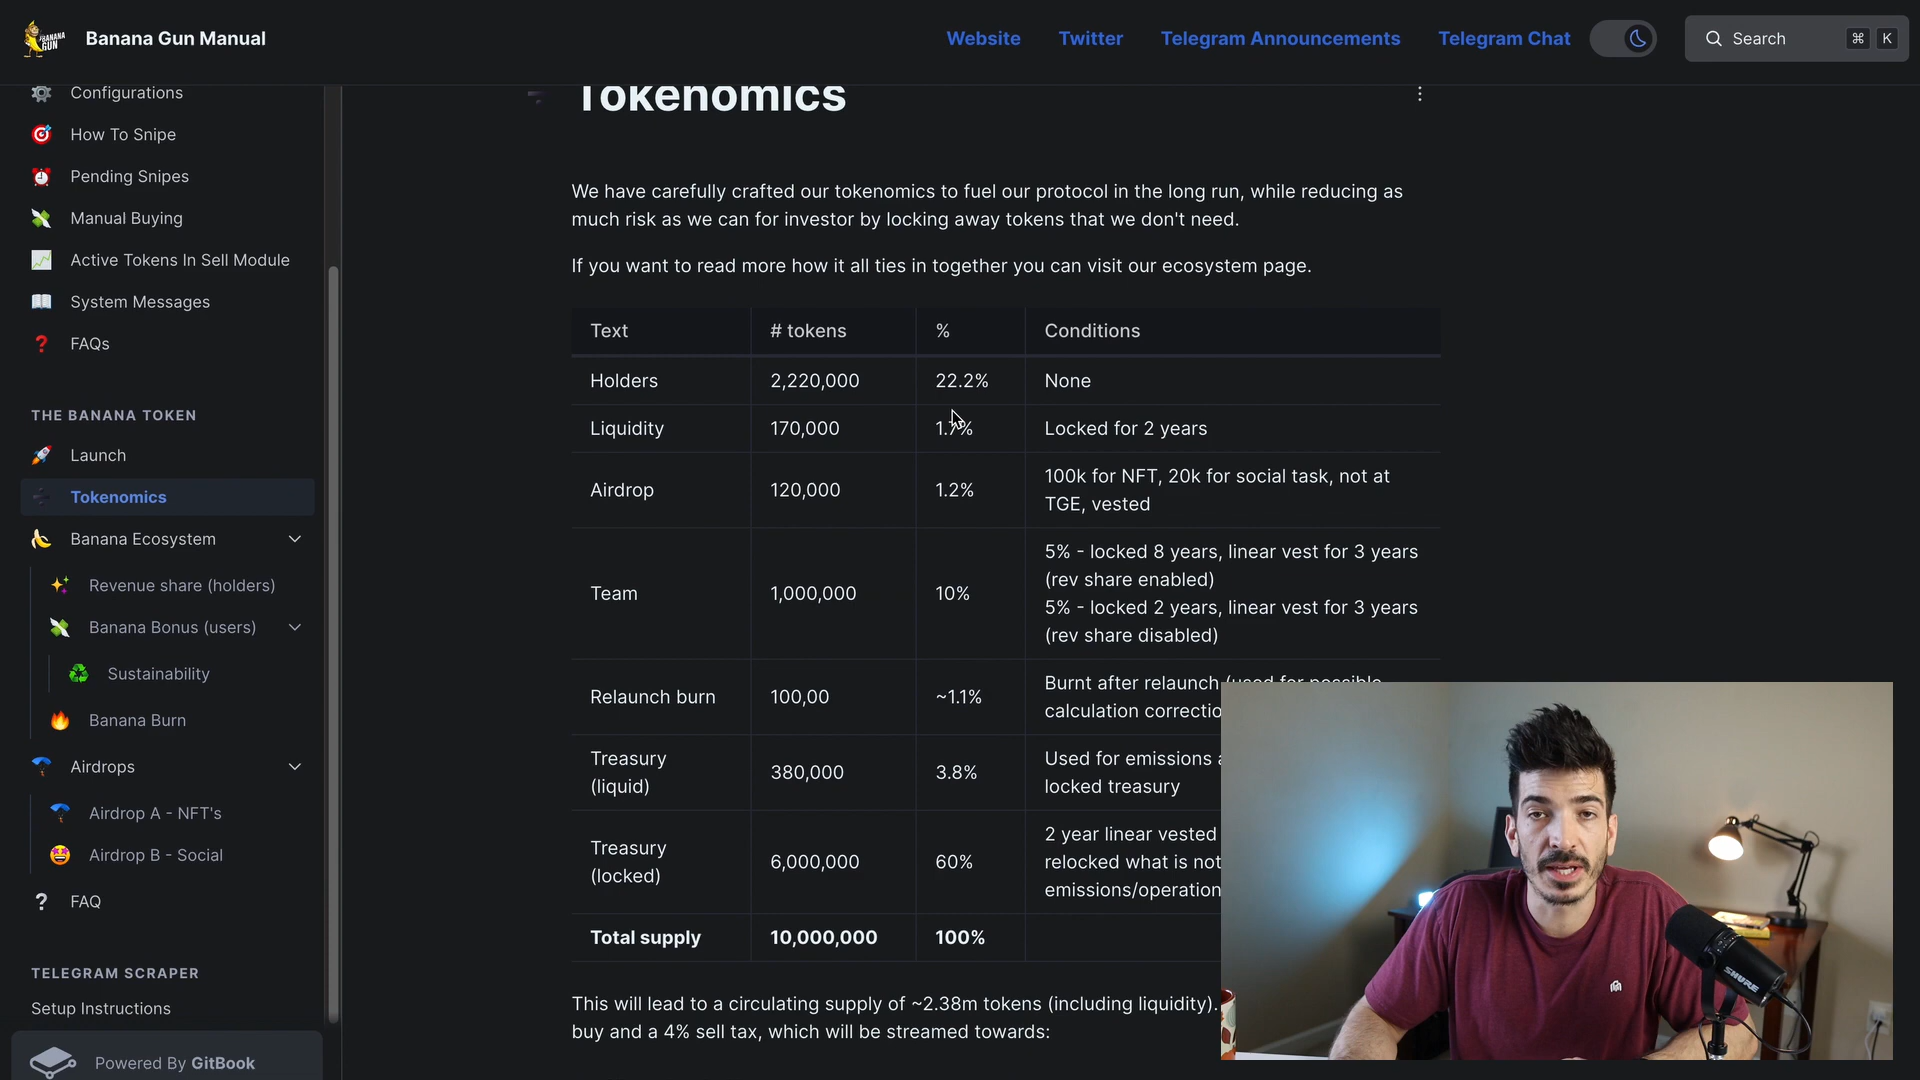 BANANA GUN
Banana Gun Manual
Website
Twitter
Telegram Announcements
Telegram Chat
Search
⌘ K
Configurations
How To Snipe
Pending Snipes
Manual Buying
Active Tokens In Sell Module
System Messages
FAQs
THE BANANA TOKEN
Launch
Tokenomics
Banana Ecosystem
Revenue share (holders)
Banana Bonus (users)
Sustainability
Banana Burn
Airdrops
Airdrop A - NFT's
Airdrop B - Social
FAQ
TELEGRAM SCRAPER
Setup Instructions
Powered By GitBook
Tokenomics
We have carefully crafted our tokenomics to fuel our protocol in the long run, while reducing as
much risk as we can for investor by locking away tokens that we don't need.
If you want to read more how it all ties in together you can visit our ecosystem page.
Text # tokens % Conditions
Holders 2,220,000 22.2% None
Liquidity 170,000 1.7% Locked for 2 years
Airdrop 120,000 1.2% 100k for NFT, 20k for social task, not at
TGE, vested
Team 1,000,000 10% 5% - locked 8 years, linear vest for 3 years
(rev share enabled)
5% - locked 2 years, linear vest for 3 years
(rev share disabled)
Relaunch burn 100,00 ~1.1% Burnt after relaunch (used for possible
calculation correctio
Treasury
(liquid) 380,000 3.8% Used for emissions
locked treasury
Treasury
(locked) 6,000,000 60% 2 year linear vested
relocked what is not
emissions/operation
Total supply 10,000,000 100%
This will lead to a circulating supply of ~2.38m tokens (including liquidity).
buy and a 4% sell tax, which will be streamed towards:
SHURE